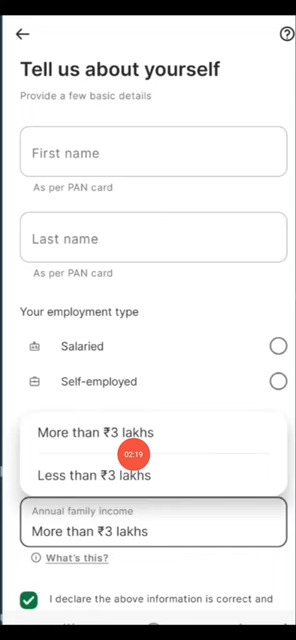 Tell us about yourself
Provide a few basic details
First name
As per PAN card
Last name
As per PAN card
Your employment type
Salaried
Self-employed
More than ₹3 lakhs
02:19
Less than ₹3 lakhs
Annual family income
More than ₹3 lakhs
What's this?
I declare the above information is correct and